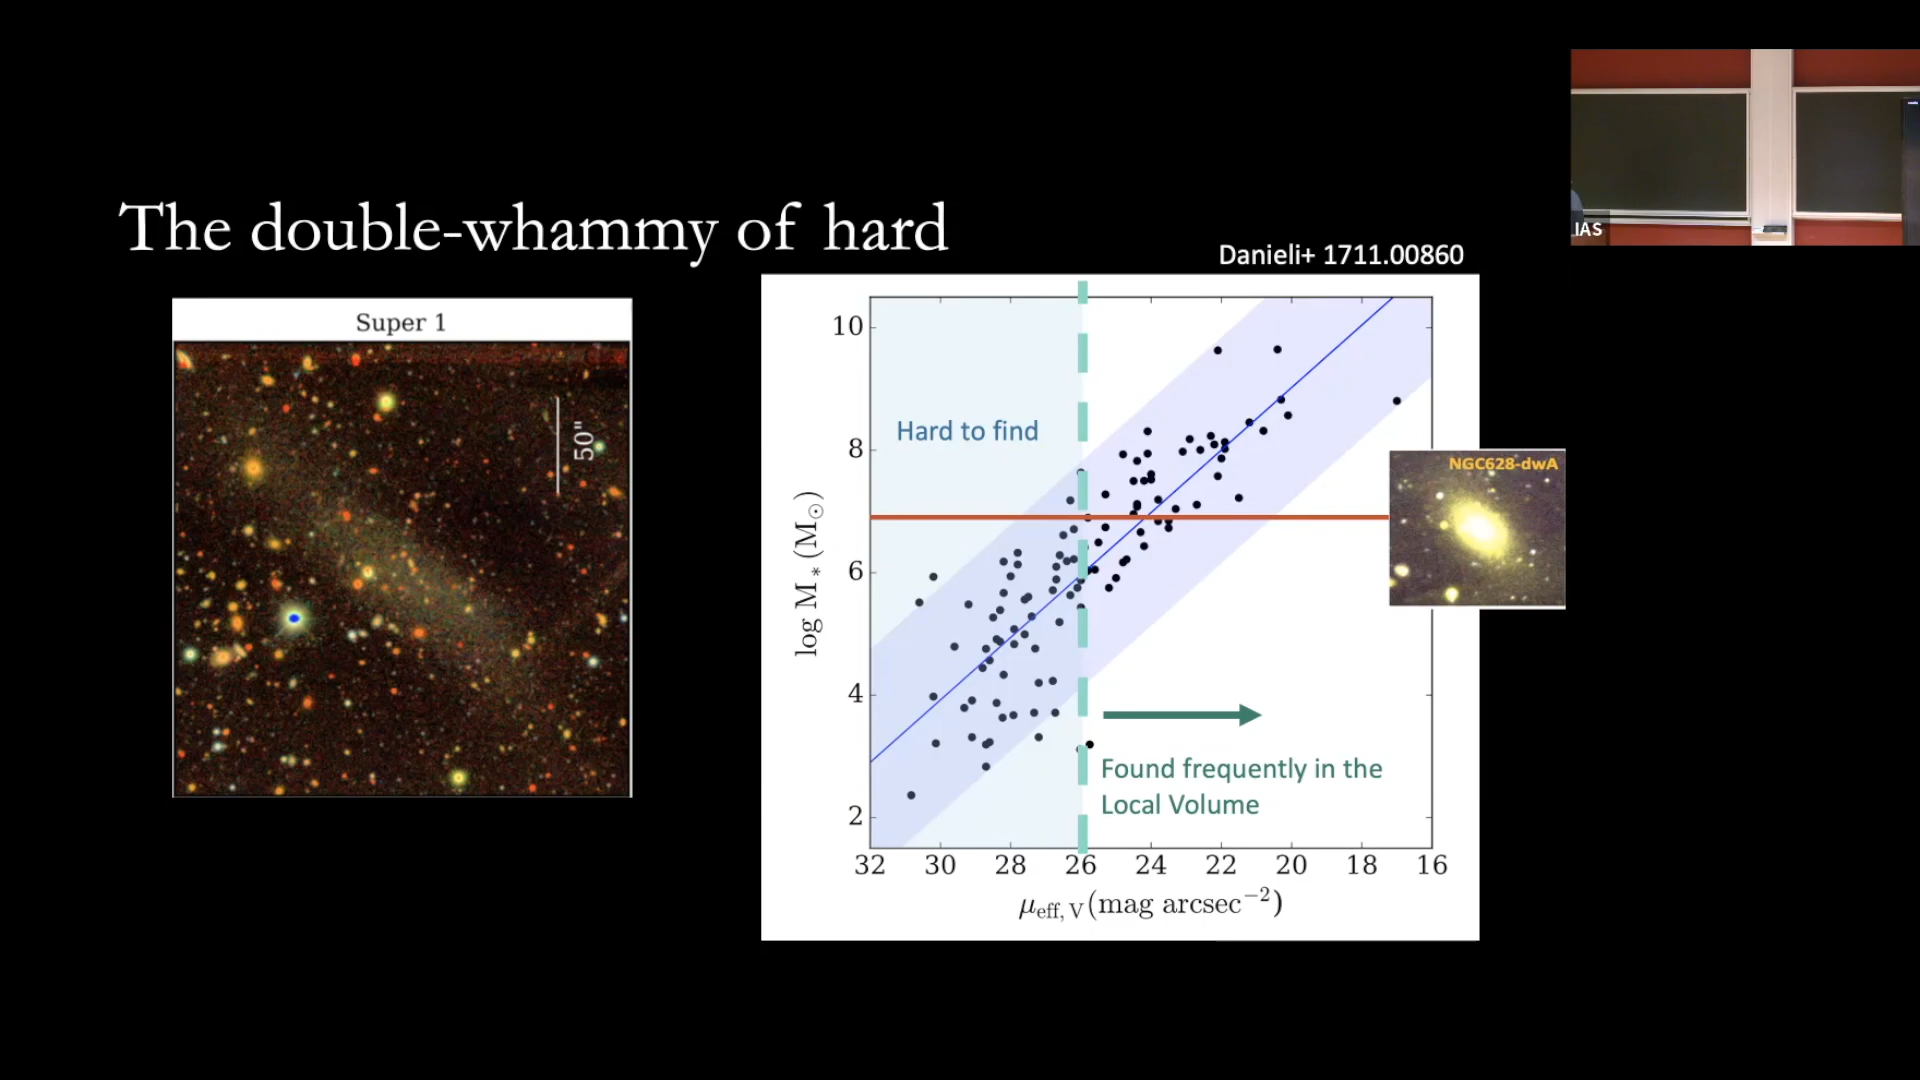 The double-whammy of hard
Danieli+ 1711.00860
IAS
Super 1
50"
Hard to find
NGC628-dwA
Found frequently in the
Local Volume
10
8
6
4
2
log M∗ (M⊙)
32 30 28 26 24 22 20 18 16
μeff, V (mag arcsec⁻²)